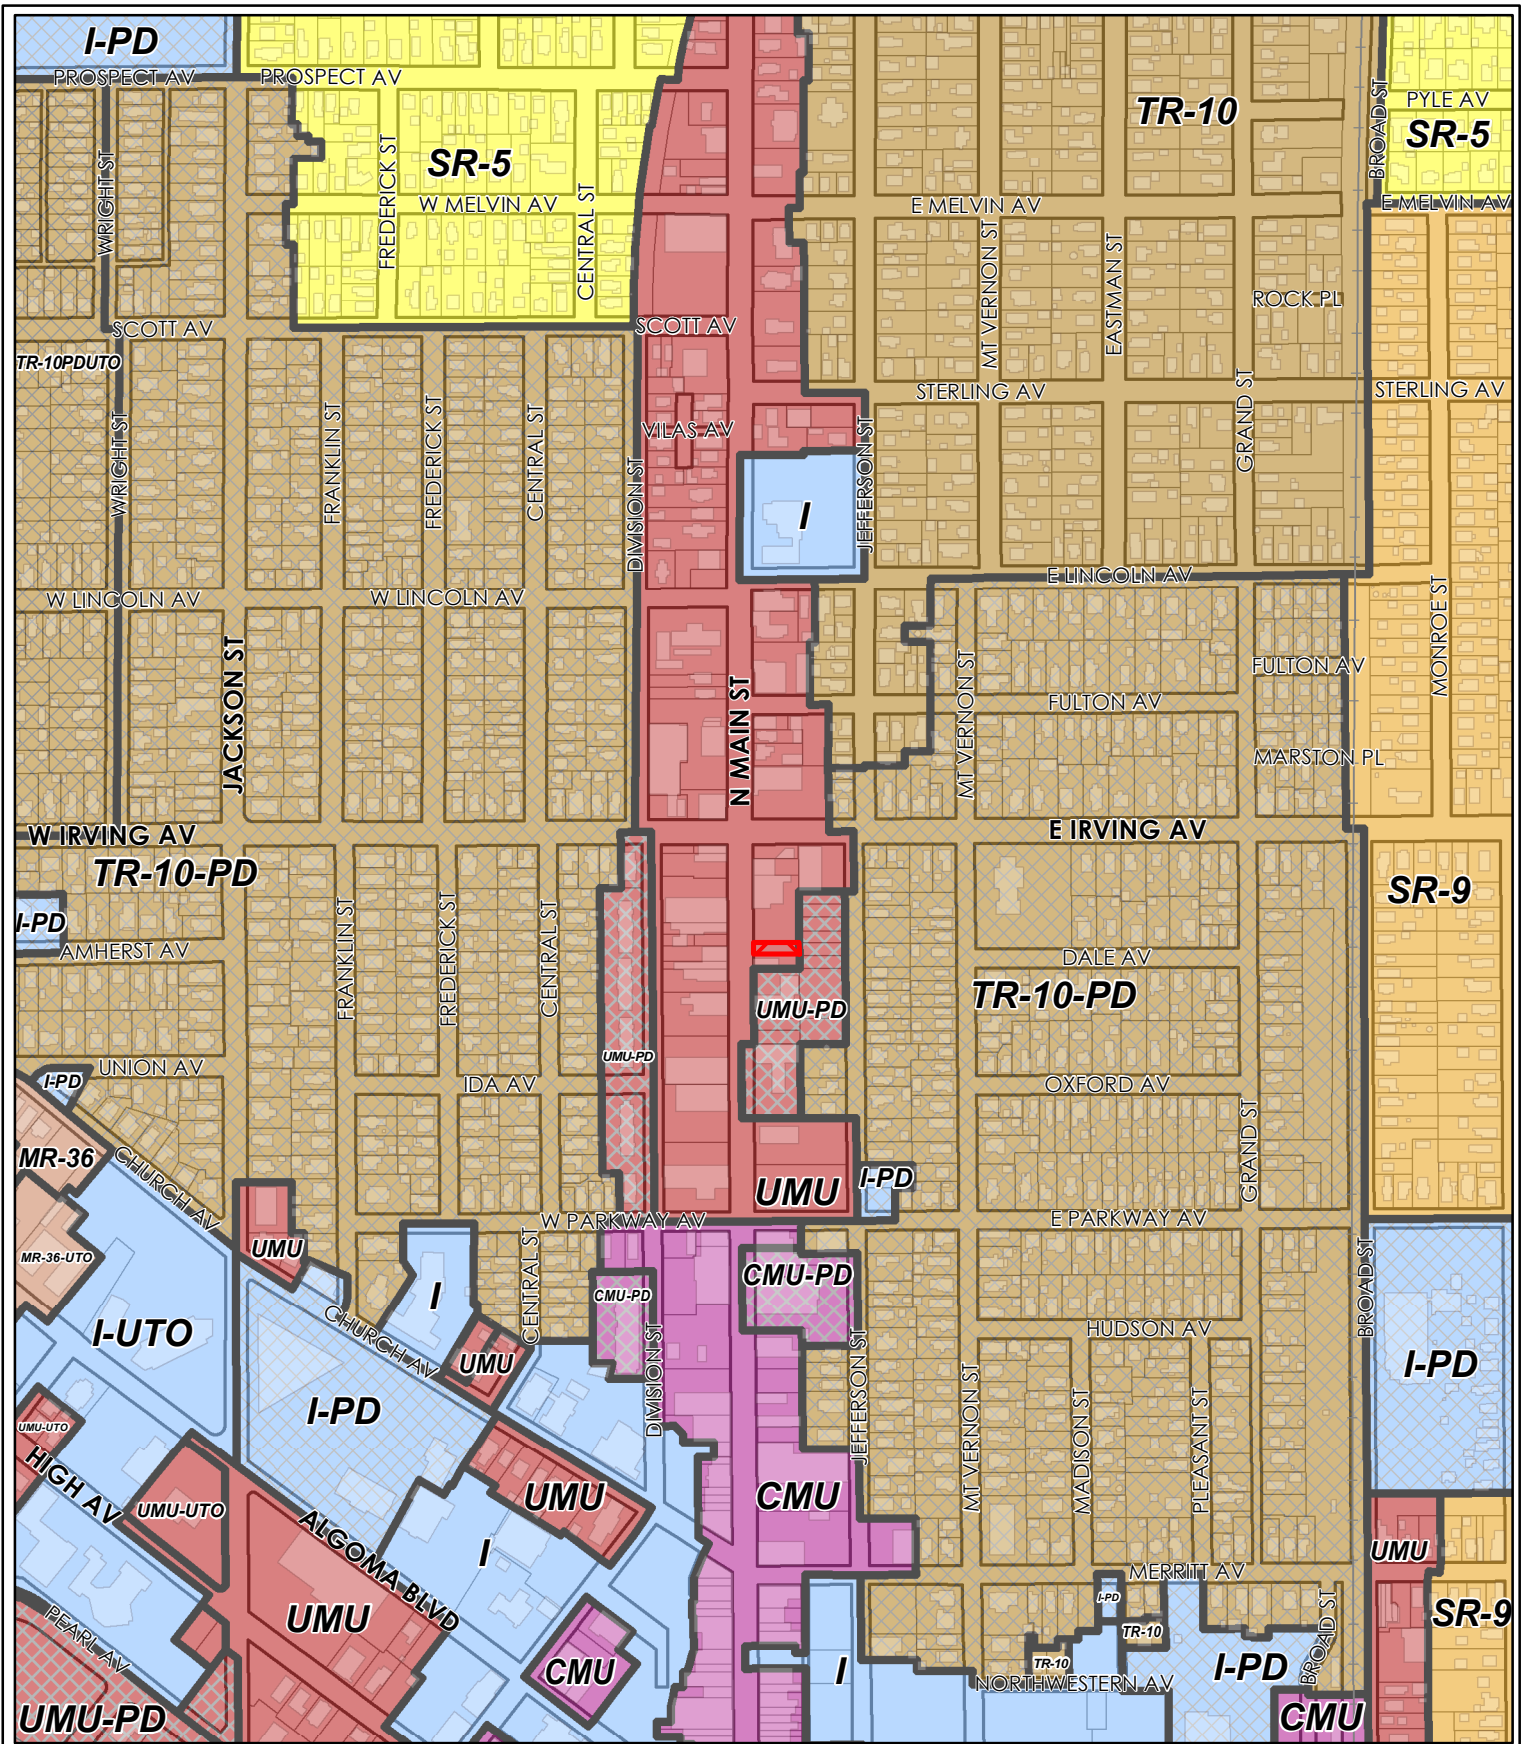 I-PD
PROSPECT AV
PROSPECT AV
TR-10
BROAD ST
PYLE AV
SR-5
SR-5
WRIGHT ST
FREDERICK ST
W MELVIN AV
CENTRAL ST
E MELVIN AV
E MELVIN AV
MT VERNON ST
EASTMAN ST
ROCK PL
SCOTT AV
SCOTT AV
TR-10PDUTO
STERLING AV
STERLING AV
WRIGHT ST
FRANKLIN ST
FREDERICK ST
CENTRAL ST
DIVISION ST
VILAS AV
JEFFERSON ST
GRAND ST
I
E LINCOLN AV
W LINCOLN AV
W LINCOLN AV
JACKSON ST
N MAIN ST
MT VERNON ST
FULTON AV
FULTON AV
MONROE ST
MARSTON PL
W IRVING AV
E IRVING AV
TR-10-PD
SR-9
I-PD
AMHERST AV
FRANKLIN ST
FREDERICK ST
CENTRAL ST
DALE AV
TR-10-PD
UMU-PD
UMU-PD
UNION AV
I-PD
IDA AV
OXFORD AV
MR-36
CHURCH AV
GRAND ST
I-PD
UMU
W PARKWAY AV
E PARKWAY AV
UMU
MR-36-UTO
CENTRAL ST
CMU-PD
CMU-PD
I
I-UTO
CHURCH AV
HUDSON AV
BROAD ST
UMU
DIVISION ST
JEFFERSON ST
I-PD
I-PD
UMU-UTO
HIGH AV
MT VERNON ST
MADISON ST
PLEASANT ST
UMU-UTO
UMU
CMU
ALGOMA BLVD
I
UMU
MERRITT AV
UMU
PEARL AV
I-PD
TR-10
BROAD ST
SR-9
CMU
I
TR-10
I-PD
NORTHWESTERN AV
UMU-PD
CMU